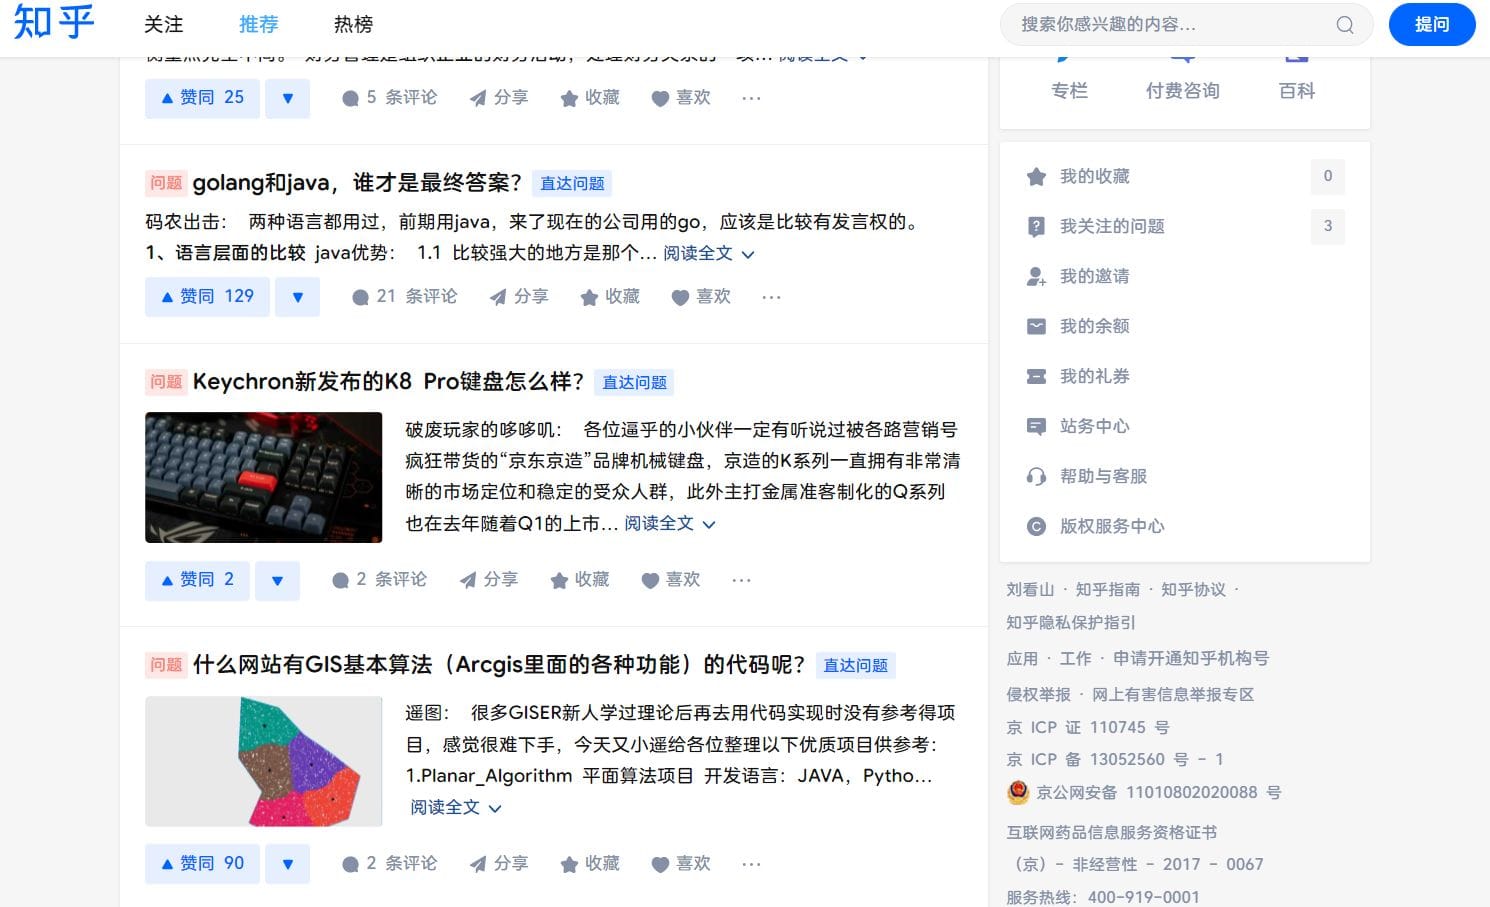 知乎
关注
推荐
热榜
搜索你感兴趣的内容...
提问
赞同 25
5 条评论
分享
收藏
喜欢
...
问题
golang和java，谁才是最终答案？
直达问题
码农出击： 两种语言都用过，前期用java，来了现在的公司用的go，应该是比较有发言权的。
1、语言层面的比较 java优势： 1.1 比较强大的地方是那个... 阅读全文
赞同 129
21 条评论
分享
收藏
喜欢
...
问题
Keychron新发布的K8 Pro键盘怎么样？
直达问题
破废玩家的哆哆叽： 各位逼乎的小伙伴一定有听说过被各路营销号
疯狂带货的“京东京造”品牌机械键盘，京造的K系列一直拥有非常清
晰的市场定位和稳定的受众人群，此外主打金属准客制化的Q系列
也在去年随着Q1的上市... 阅读全文
赞同 2
2 条评论
分享
收藏
喜欢
...
问题
什么网站有GIS基本算法（Arcgis里面的各种功能）的代码呢？
直达问题
遥图： 很多GISER新人学过理论后再去用代码实现时没有参考得项
目，感觉很难下手，今天又小遥给各位整理以下优质项目供参考：
1.Planar_Algorithm 平面算法项目 开发语言：JAVA，Pytho...
阅读全文
赞同 90
2 条评论
分享
收藏
喜欢
...
专栏
付费咨询
百科
我的收藏
0
我关注的问题
3
我的邀请
我的余额
我的礼券
站务中心
帮助与客服
版权服务中心
刘看山 · 知乎指南 · 知乎协议 ·
知乎隐私保护指引
应用 · 工作 · 申请开通知乎机构号
侵权举报 · 网上有害信息举报专区
京 ICP 证 110745 号
京 ICP 备 13052560 号 - 1
京公网安备 11010802020088 号
互联网药品信息服务资格证书
（京）- 非经营性 - 2017 - 0067
服务热线：400-919-0001